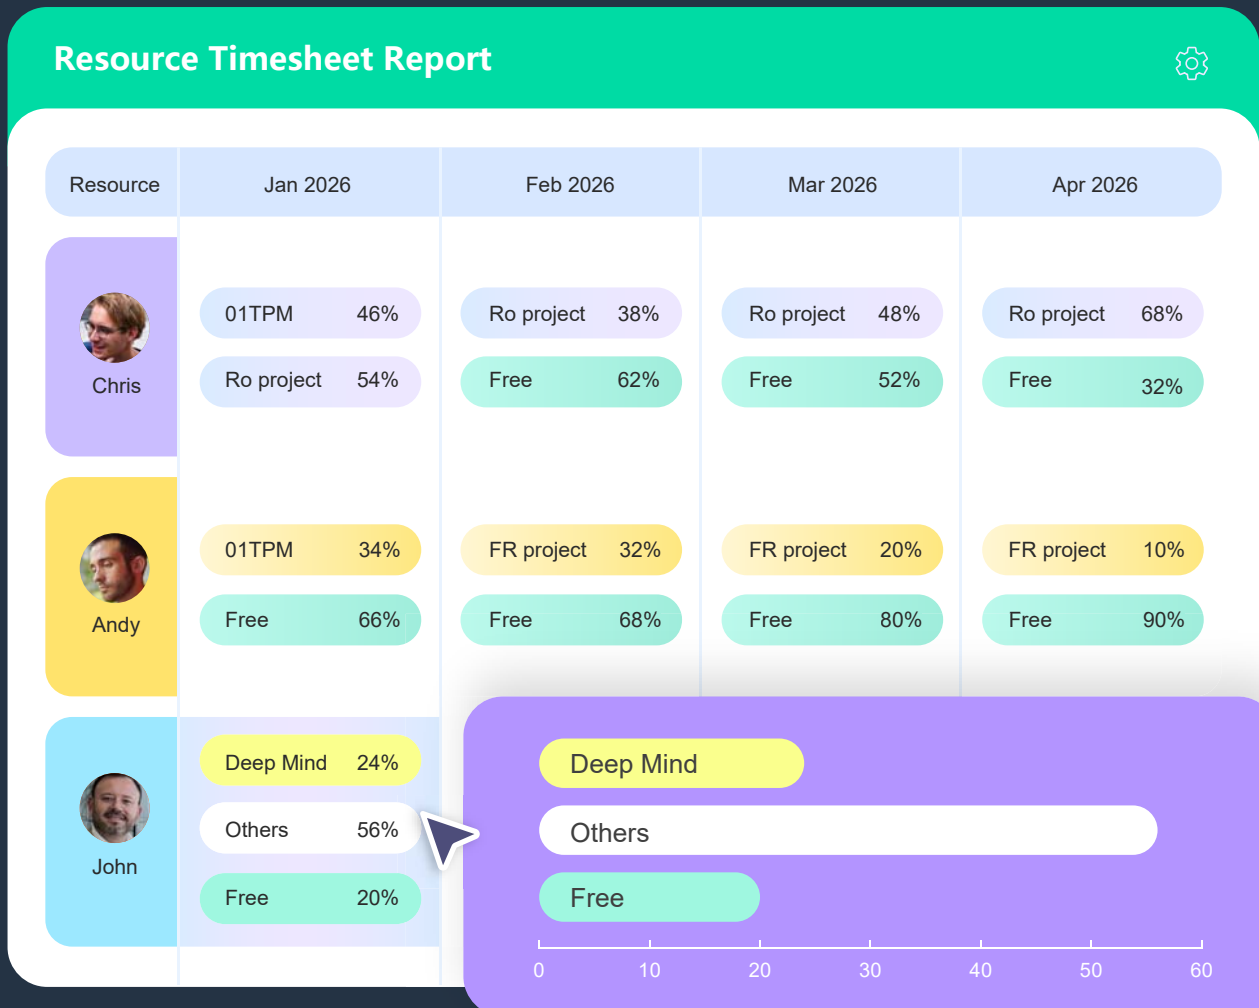 Resource Timesheet Report
Resource Jan 2026 Feb 2026 Mar 2026 Apr 2026
01TPM 46% Ro project 38% Ro project 48% Ro project 68%
Ro project 54% Free 62% Free 52% Free 32%
Chris
01TPM 34% FR project 32% FR project 20% FR project 10%
Free 66% Free 68% Free 80% Free 90%
Andy
Deep Mind 24% Deep Mind
Others 56% Others
John
Free 20% Free
0 10 20 30 40 50 60